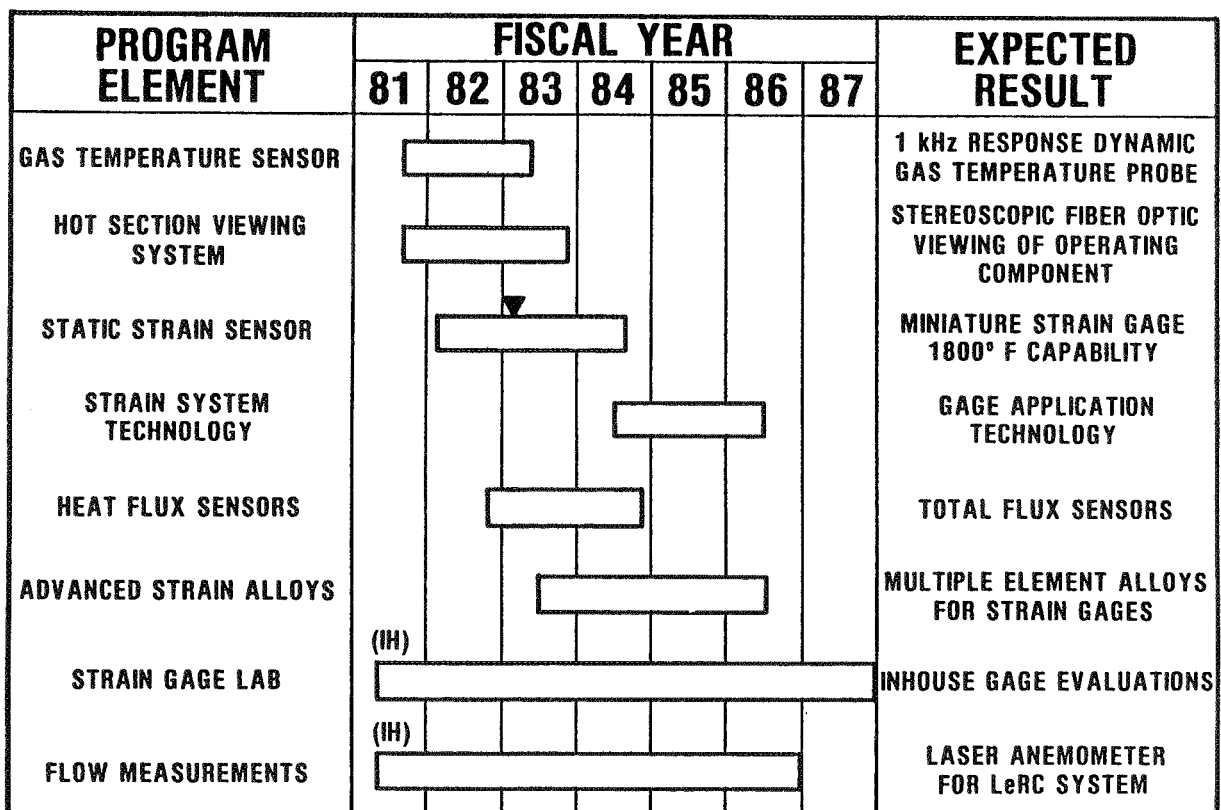 PROGRAM
ELEMENT
FISCAL YEAR
81 82 83 84 85 86 87
EXPECTED
RESULT
GAS TEMPERATURE SENSOR
1 kHz RESPONSE DYNAMIC
GAS TEMPERATURE PROBE
HOT SECTION VIEWING
SYSTEM
STEREOSCOPIC FIBER OPTIC
VIEWING OF OPERATING
COMPONENT
STATIC STRAIN SENSOR
MINIATURE STRAIN GAGE
1800° F CAPABILITY
STRAIN SYSTEM
TECHNOLOGY
GAGE APPLICATION
TECHNOLOGY
HEAT FLUX SENSORS
TOTAL FLUX SENSORS
ADVANCED STRAIN ALLOYS
MULTIPLE ELEMENT ALLOYS
FOR STRAIN GAGES
STRAIN GAGE LAB
(IH)
INHOUSE GAGE EVALUATIONS
FLOW MEASUREMENTS
(IH)
LASER ANEMOMETER
FOR LeRC SYSTEM